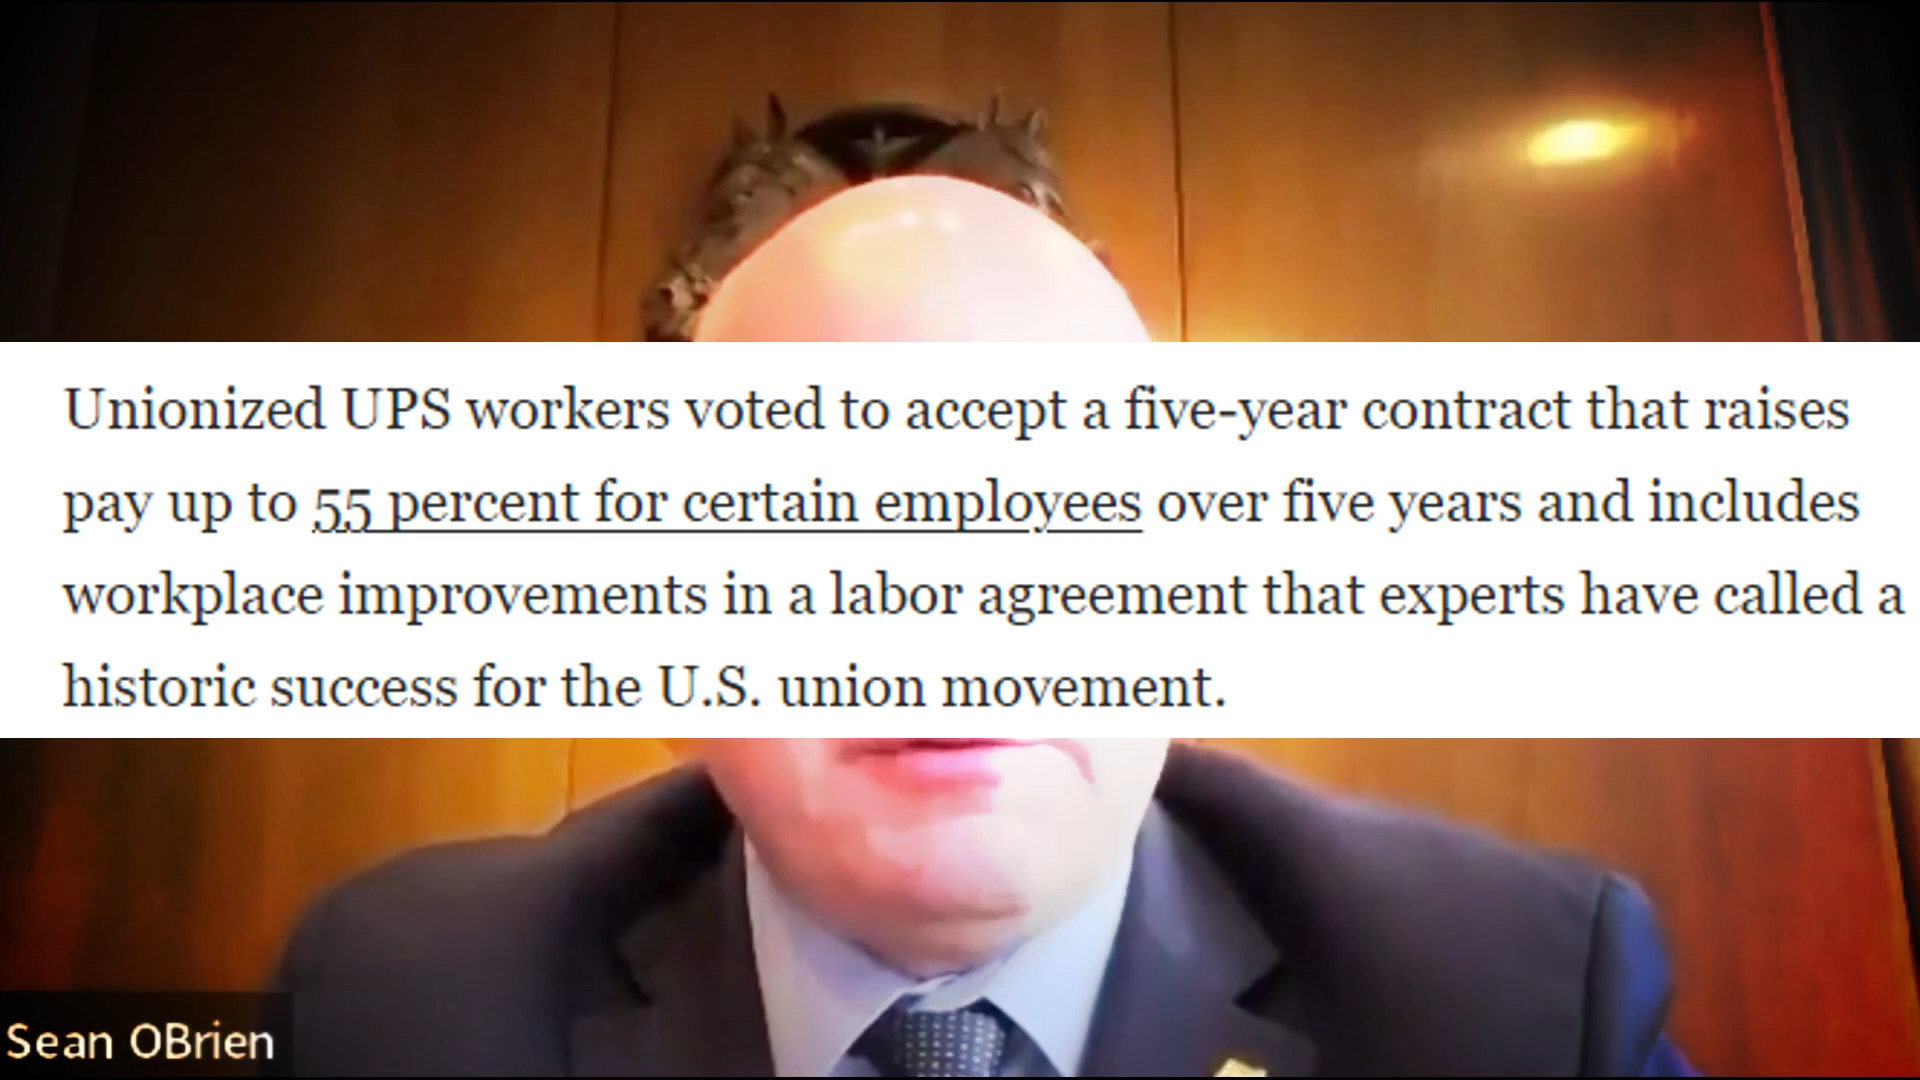 Unionized UPS workers voted to accept a five-year contract that raises
pay up to 55 percent for certain employees over five years and includes
workplace improvements in a labor agreement that experts have called a
historic success for the U.S. union movement.
Sean OBrien